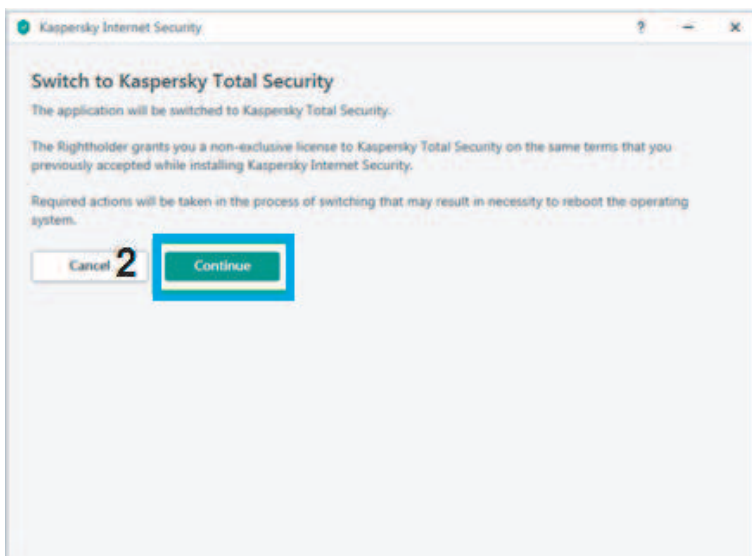 Kaspersky Internet Security ? – ×
Switch to Kaspersky Total Security
The application will be switched to Kaspersky Total Security.
The Rightholder grants you a non-exclusive license to Kaspersky Total Security on the same terms that you
previously accepted while installing Kaspersky Internet Security.
Required actions will be taken in the process of switching that may result in necessity to reboot the operating
system.
Cancel 2 Continue